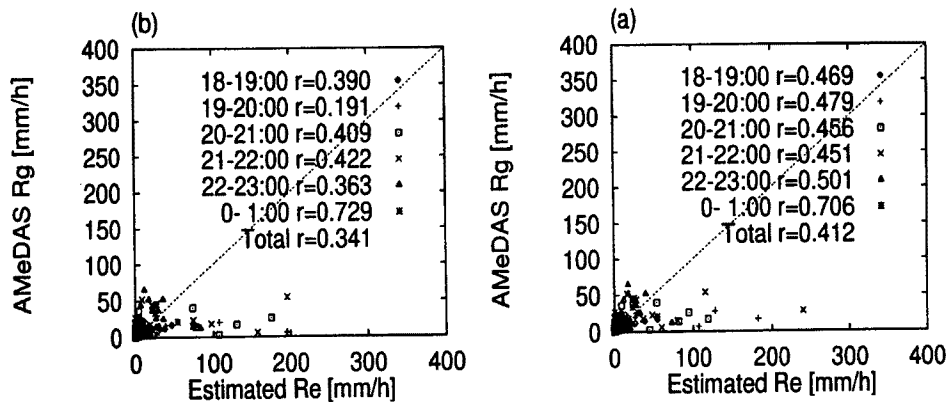 (b)
AMeDAS Rg [mm/h]
400
350
300
250
200
150
100
50
0
18-19:00 r=0.390
19-20:00 r=0.191
20-21:00 r=0.409
21-22:00 r=0.422
22-23:00 r=0.363
0- 1:00 r=0.729
Total r=0.341
0 100 200 300 400
Estimated Re [mm/h]
(a)
AMeDAS Rg [mm/h]
400
350
300
250
200
150
100
50
0
18-19:00 r=0.469
19-20:00 r=0.479
20-21:00 r=0.456
21-22:00 r=0.451
22-23:00 r=0.501
0- 1:00 r=0.706
Total r=0.412
0 100 200 300 400
Estimated Re [mm/h]